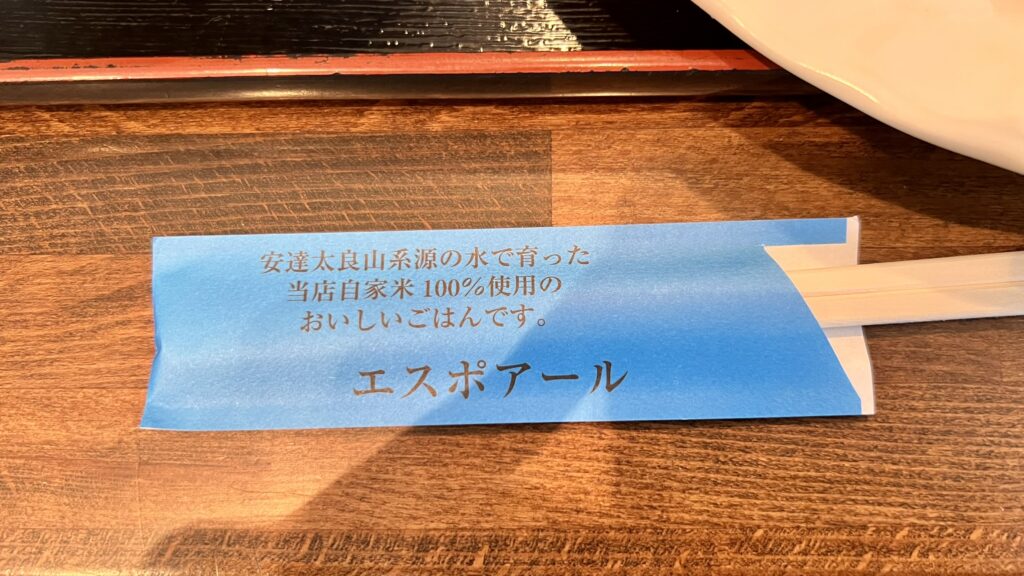 安達太良山系源の水で育った
当店自家米100%使用の
おいしいごはんです。
エスポアール